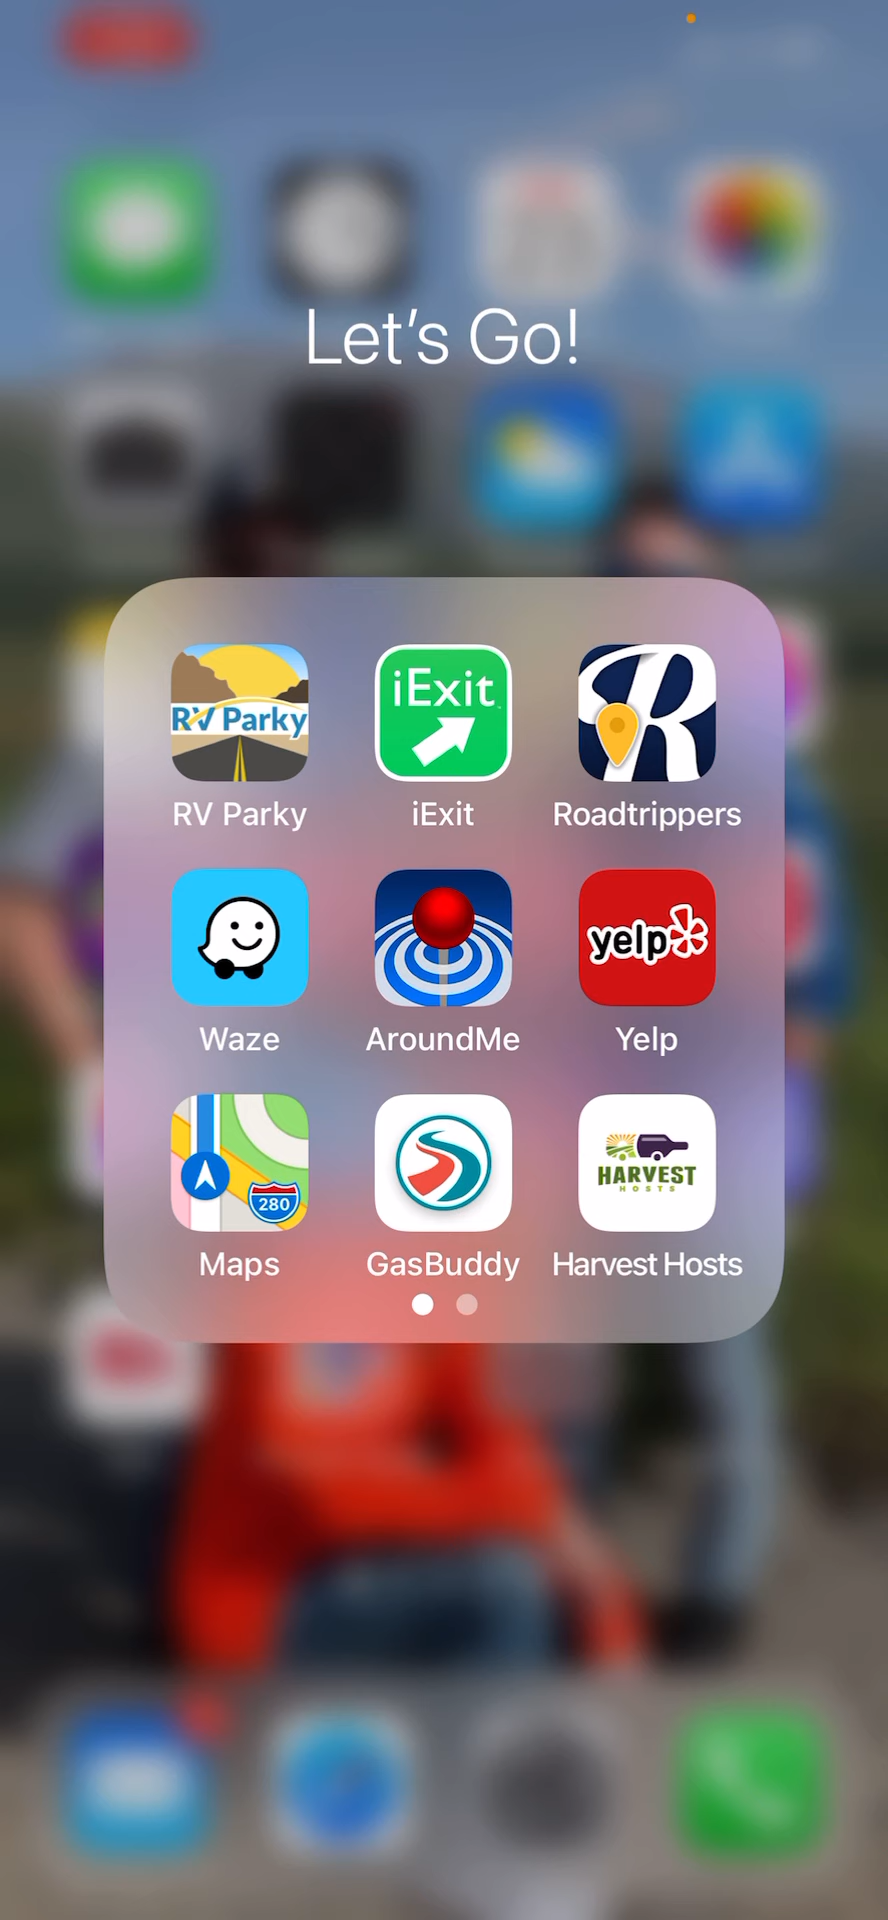 Let's Go!
RV Parky
iExit
RV Parky
iExit
Roadtrippers
yelp
Waze
AroundMe
Yelp
280
HARVEST
HOSTS
Maps
GasBuddy
Harvest Hosts